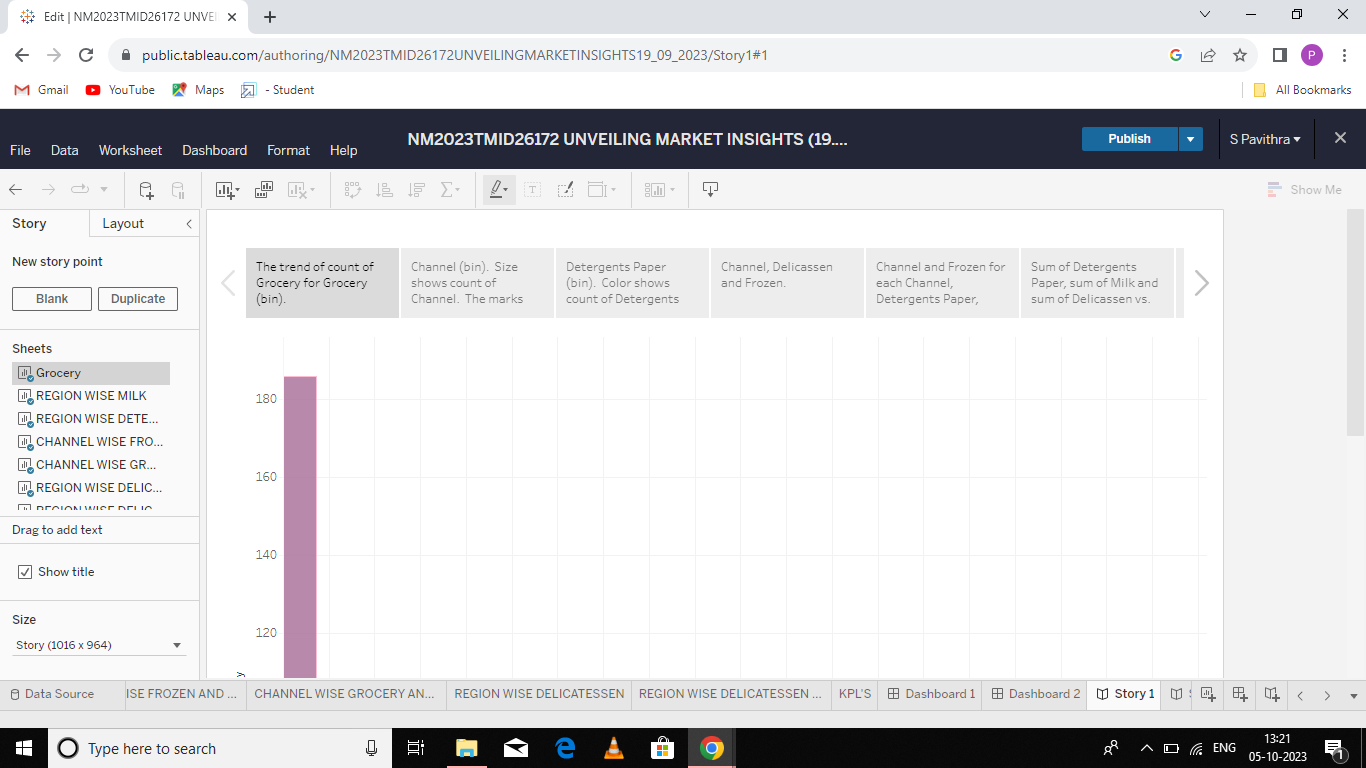 Edit | NM2023TMID26172 UNVEI
public.tableau.com/authoring/NM2023TMID26172UNVEILINGMARKETINSIGHTS19_09_2023/Story1#1
P
Gmail YouTube Maps - Student All Bookmarks
NM2023TMID26172 UNVEILING MARKET INSIGHTS (19....
Publish
S Pavithra
File Data Worksheet Dashboard Format Help
Show Me
Story Layout
New story point
Blank Duplicate
Sheets
Grocery
REGION WISE MILK
REGION WISE DETE...
CHANNEL WISE FRO...
CHANNEL WISE GR...
REGION WISE DELIC...
REGION WISE DELIC
Drag to add text
Show title
Size
Story (1016 x 964)
The trend of count of
Grocery for Grocery
(bin).
Channel (bin). Size
shows count of
Channel. The marks
Detergents Paper
(bin). Color shows
count of Detergents
Channel, Delicassen
and Frozen.
Channel and Frozen for
each Channel,
Detergents Paper,
Sum of Detergents
Paper, sum of Milk and
sum of Delicassen vs.
180
160
140
120
Data Source ISE FROZEN AND ... CHANNEL WISE GROCERY AN... REGION WISE DELICATESSEN REGION WISE DELICATESSEN ... KPL'S Dashboard 1 Dashboard 2 Story 1
Type here to search
ENG
13:21
05-10-2023
1